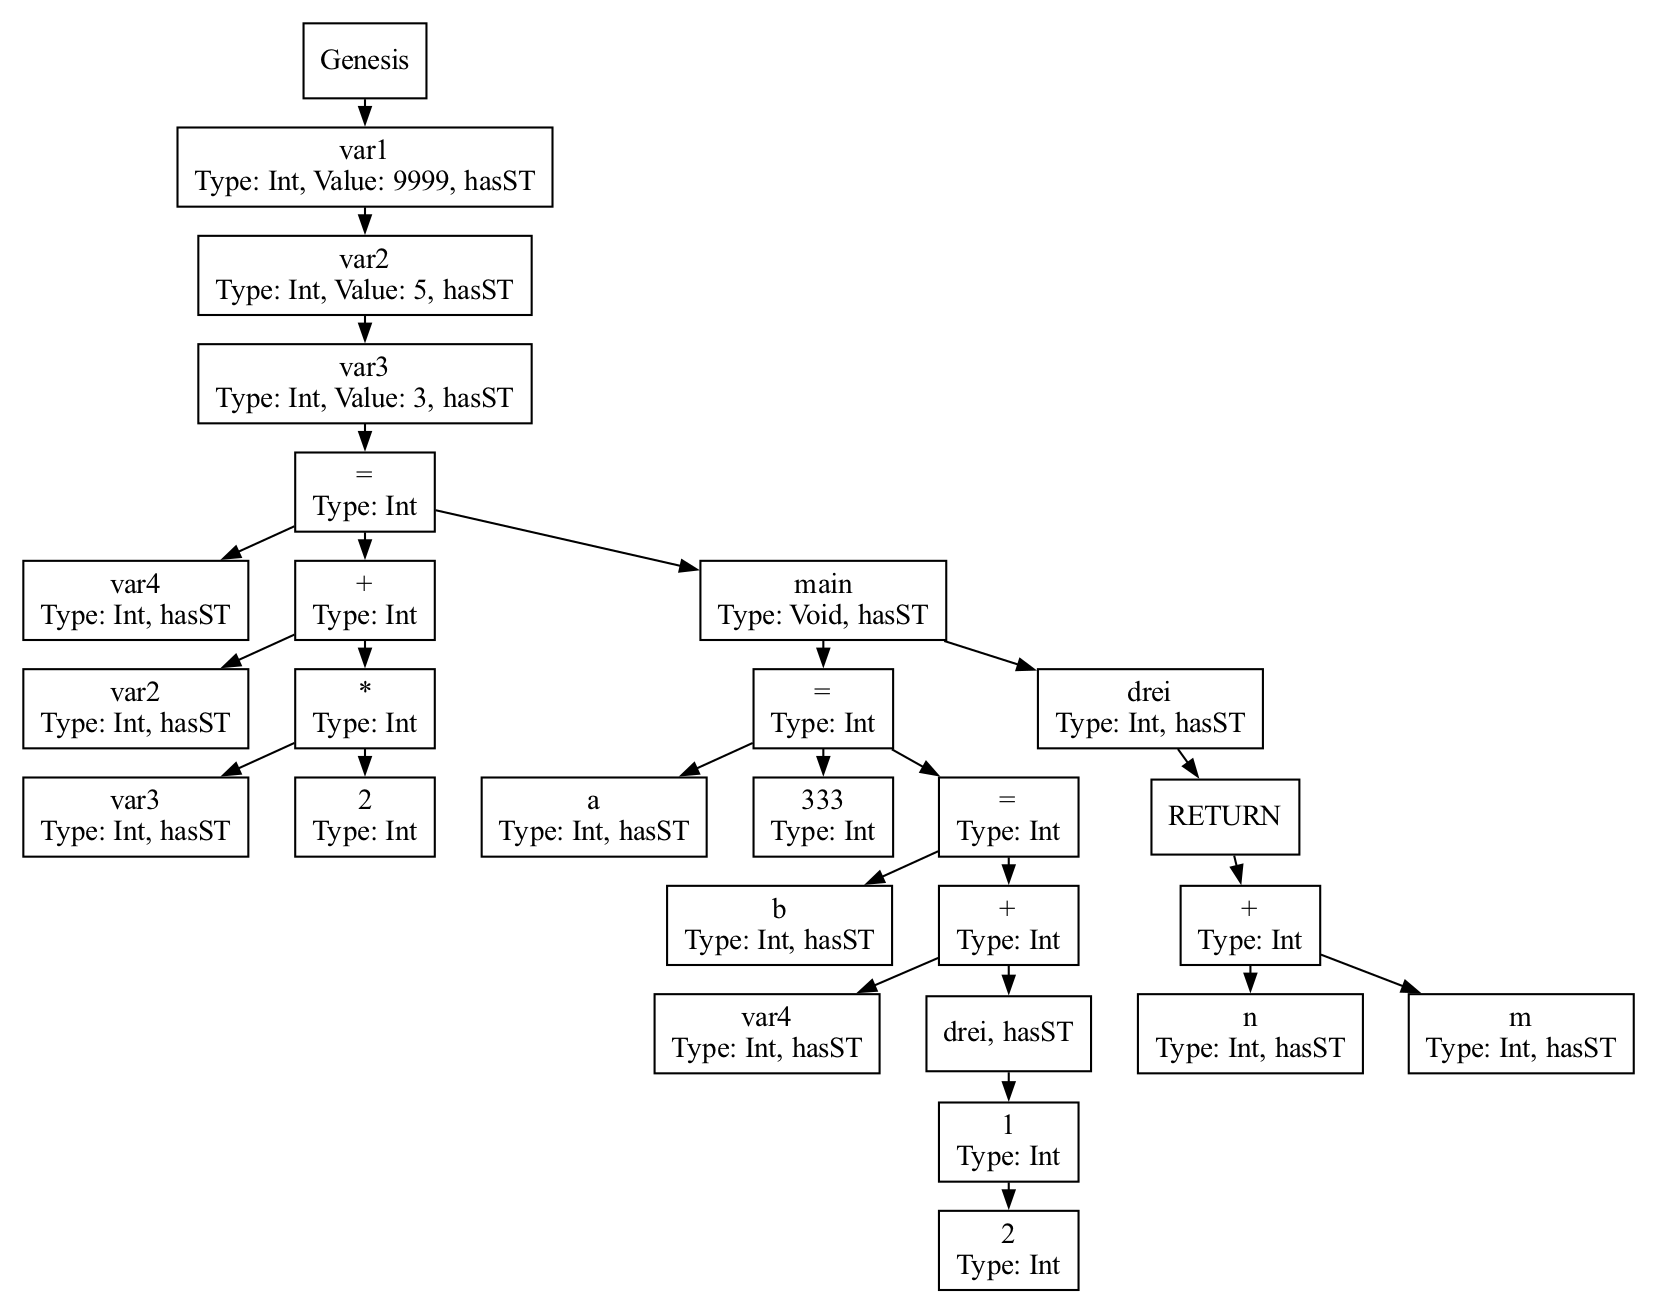 Genesis
var1
Type: Int, Value: 9999, hasST
var2
Type: Int, Value: 5, hasST
var3
Type: Int, Value: 3, hasST
=
Type: Int
var4
Type: Int, hasST
+
Type: Int
main
Type: Void, hasST
var2
Type: Int, hasST
*
Type: Int
=
Type: Int
drei
Type: Int, hasST
var3
Type: Int, hasST
2
Type: Int
a
Type: Int, hasST
333
Type: Int
=
Type: Int
RETURN
b
Type: Int, hasST
+
Type: Int
+
Type: Int
var4
Type: Int, hasST
drei, hasST
n
Type: Int, hasST
m
Type: Int, hasST
1
Type: Int
2
Type: Int